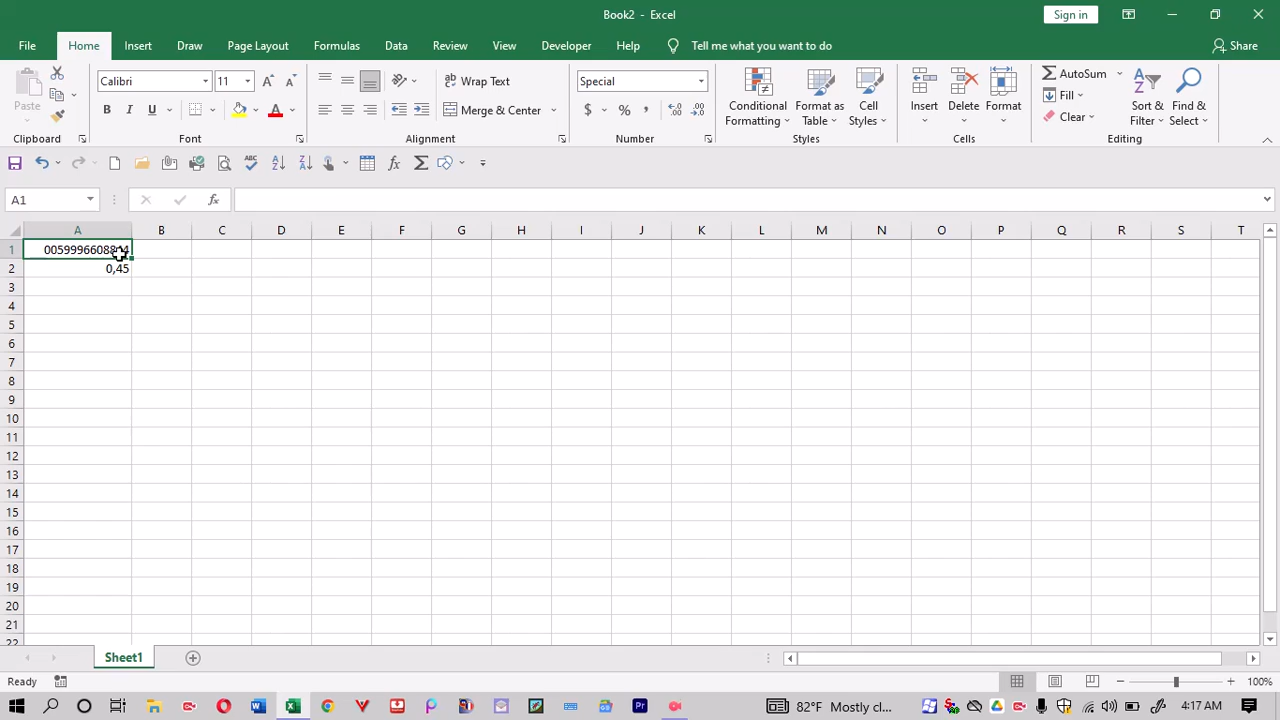 Book2 - Excel
Sign in
File Home Insert Draw Page Layout Formulas Data Review View Developer Help Tell me what you want to do Share
Calibri 11 Wrap Text Special AutoSum
Fill
Paste B I U Merge & Center $ % , Conditional Formatting Format as Table Cell Styles Insert Delete Format Clear Sort & Filter Find & Select
Clipboard Font Alignment Number Styles Cells Editing
A1 fx
A B C D E F G H I J K L M N O P Q R S T
1
2 0,45
3
4
5
6
7
8
9
10
11
12
13
14
15
16
17
18
19
20
21
22
Sheet1
Ready 100%
82°F Mostly cl... 4:17 AM